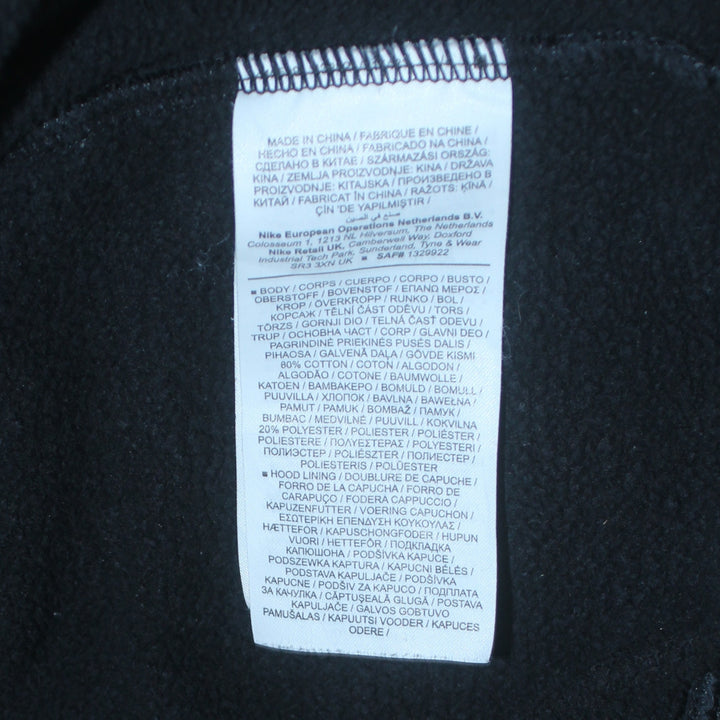 MADE IN CHINA / FABRIQUE EN CHINE /
HECHO EN CHINA / FABRICADO NA CHINA /
СДЕЛАНО В КИТАЕ / SZÁRMAZÁSI ORSZÁG:
KÍNA / ZEMLJA PROIZVODNJE: KINA / DRŽAVA
PROIZVODNJE: KITAJSKA / ПРОИЗВЕДЕНО В
КИТАЙ / FABRICAT ÎN CHINA / RAŽOTS: ĶĪNĀ /
ÇİN 'DE YAPILMIŞTIR /
صنع في الصين
Nike European Operations Netherlands B.V.
Colosseum 1, 1213 NL Hilversum, The Netherlands
Nike Retail UK, Camberwell Way, Doxford
Industrial Tech Park, Sunderland, Tyne & Wear
SR3 3XN UK ■ SAF# 1329922
■ BODY / CORPS / CUERPO / CORPO / BUSTO /
OBERSTOFF / BOVENSTOF / ΕΠΑΝΩ ΜΕΡΟΣ /
KROP / ÖVERKROPP / RUNKO / BOL /
КОРСАЖ / TĚLNÍ ČÁST ODĚVU / TORS /
TÖRZS / GORNJI DIO / TELNÁ ČASŤ ODEVU /
TRUP / ОСНОВНА ЧАСТ / CORP / GLAVNI DEO /
PAGRINDINĖ PRIEKINĖS PUSĖS DALIS /
PIHAOSA / GALVENĀ DAĻA / GÖVDE KISMI
80% COTTON / COTON / ALGODON /
ALGODÃO / COTONE / BAUMWOLLE /
KATOEN / ΒΑΜΒΑΚΕΡΟ / BOMULD / BOMULL /
PUUVILLA / ХЛОПОК / BAVLNA / BAWEŁNA /
PAMUT / PAMUK / BOMBAŽ / ПАМУК /
BUMBAC / MEDVILNĖ / PUUVILL / KOKVILNA
20% POLYESTER / POLIESTER / POLIÉSTER /
POLIESTERE / ΠΟΛΥΕΣΤΕΡΑΣ / POLYESTERI /
ПОЛИЭСТЕР / POLIÉSZTER / ПОЛИЕСТЕР /
POLIESTERIS / POLÜESTER
■ HOOD LINING / DOUBLURE DE CAPUCHE /
FORRO DE LA CAPUCHA / FORRO DE
CARAPUÇO / FODERA CAPPUCCIO /
KAPUZENFUTTER / VOERING CAPUCHON /
ΕΣΩΤΕΡΙΚΗ ΕΠΕΝΔΥΣΗ ΚΟΥΚΟΥΛΑΣ /
HÆTTEFOR / KAPUSCHONGFODER / HUPUN
VUORI / HETTEFÔR / ПОДКЛАДКА
КАПЮШОНА / PODŠÍVKA KAPUCE /
PODSZEWKA KAPTURA / KAPUCNI BÉLÉS /
PODSTAVA KAPULJAČE / PODŠÍVKA
KAPUCNE / PODŠIV ZA KAPUCO / ПОДПЛАТА
ЗА КАЧУЛКА / CĂPTUŞEALĂ GLUGĂ / POSTAVA
KAPULJAČE / GALVOS GOBTUVO
PAMUŠALAS / KAPUUTSI VOODER / KAPUCES
ODERE /